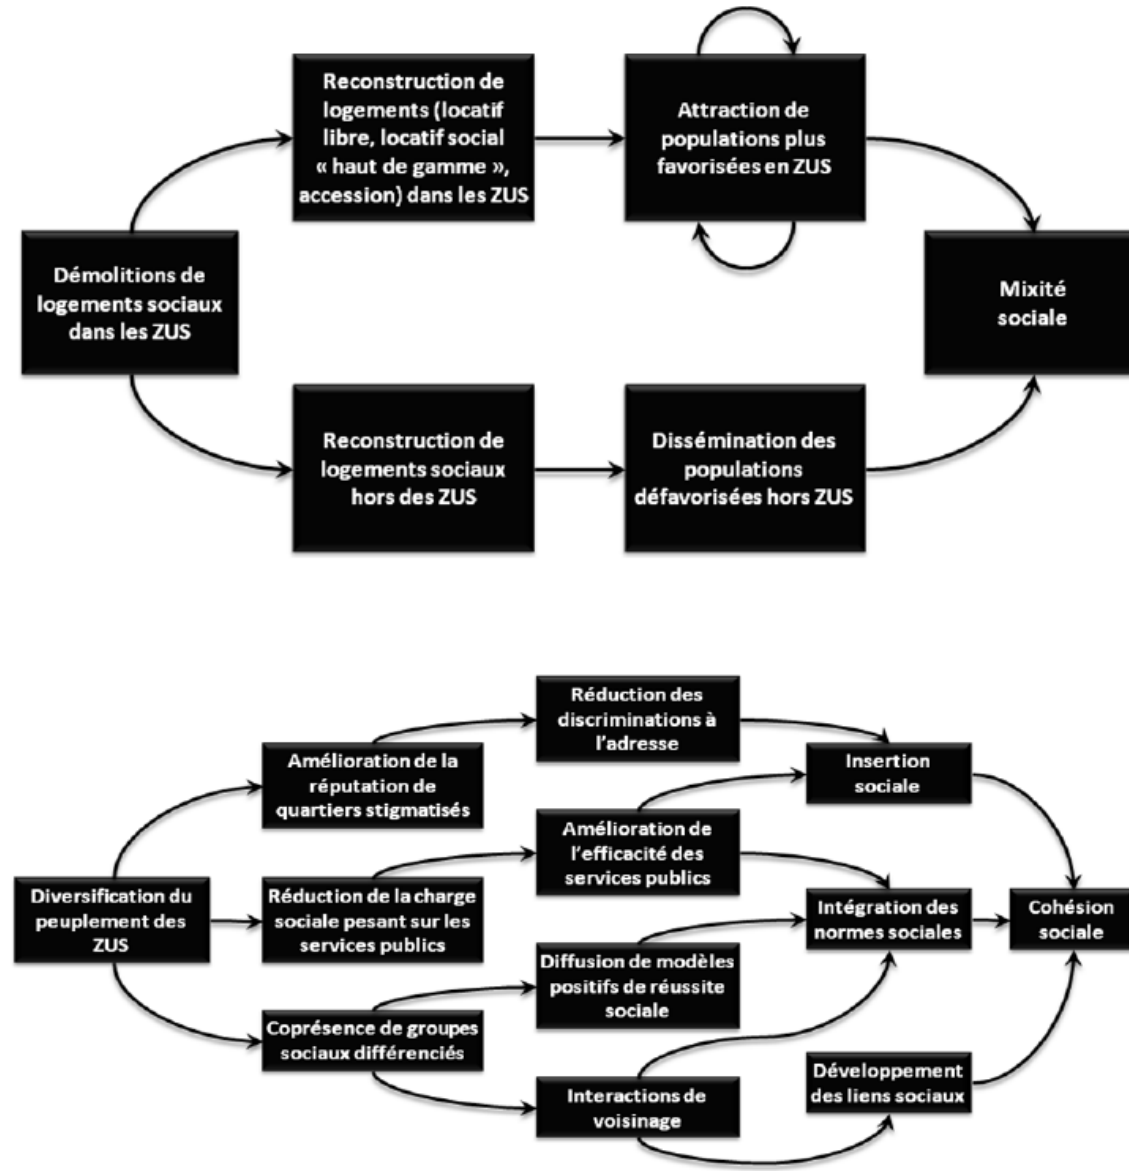 Reconstruction de
logements (locatif
libre, locatif social
« haut de gamme »,
accession) dans les ZUS
Attraction de
populations plus
favorisées en ZUS
Démolitions de
logements sociaux
dans les ZUS
Mixité
sociale
Reconstruction de
logements sociaux
hors des ZUS
Dissémination des
populations
défavorisées hors ZUS
Réduction des
discriminations à
l'adresse
Amélioration de la
réputation de
quartiers stigmatisés
Insertion
sociale
Amélioration de
l'efficacité des
services publics
Diversification du
peuplement des
ZUS
Réduction de la charge
sociale pesant sur les
services publics
Intégration des
normes sociales
Cohésion
sociale
Diffusion de modèles
positifs de réussite
sociale
Coprésence de groupes
sociaux différenciés
Interactions de
voisinage
Développement
des liens sociaux